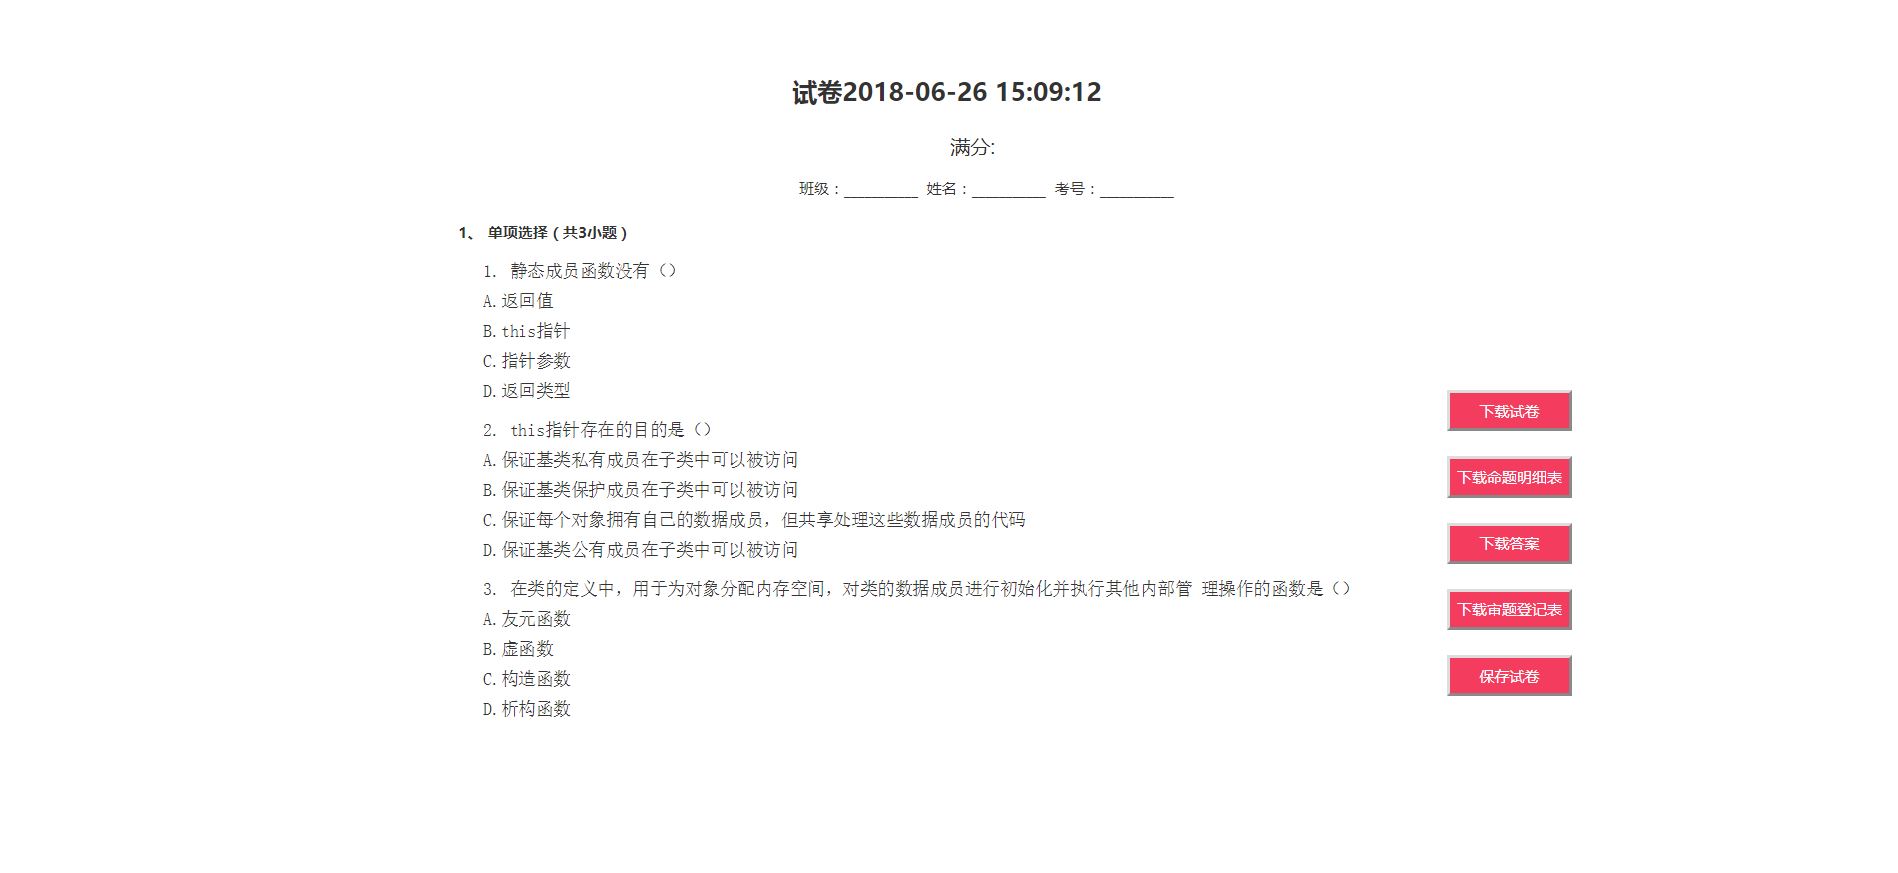 试卷2018-06-26 15:09:12
满分:
班级：__________ 姓名：__________ 考号：__________
1、 单项选择（共3小题）
1. 静态成员函数没有（）
A.返回值
B.this指针
C.指针参数
D.返回类型
2. this指针存在的目的是（）
A.保证基类私有成员在子类中可以被访问
B.保证基类保护成员在子类中可以被访问
C.保证每个对象拥有自己的数据成员，但共享处理这些数据成员的代码
D.保证基类公有成员在子类中可以被访问
3. 在类的定义中，用于为对象分配内存空间，对类的数据成员进行初始化并执行其他内部管 理操作的函数是（）
A.友元函数
B.虚函数
C.构造函数
D.析构函数
下载试卷
下载命题明细表
下载答案
下载审题登记表
保存试卷